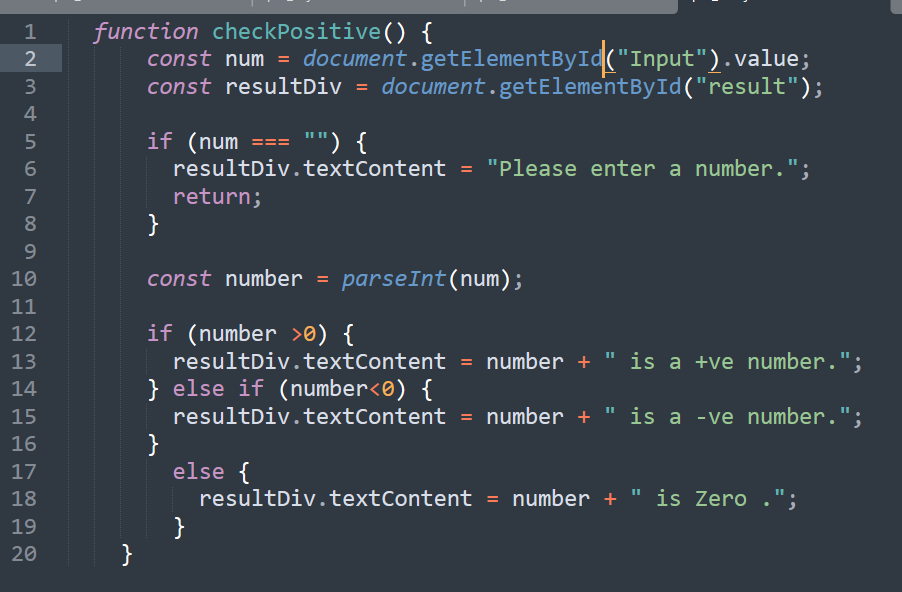 1 function checkPositive() {
2 const num = document.getElementById("Input").value;
3 const resultDiv = document.getElementById("result");
4
5 if (num === "") {
6 resultDiv.textContent = "Please enter a number.";
7 return;
8 }
9
10 const number = parseInt(num);
11
12 if (number >0) {
13 resultDiv.textContent = number + " is a +ve number.";
14 } else if (number<0) {
15 resultDiv.textContent = number + " is a -ve number.";
16 }
17 else {
18 resultDiv.textContent = number + " is Zero .";
19 }
20 }